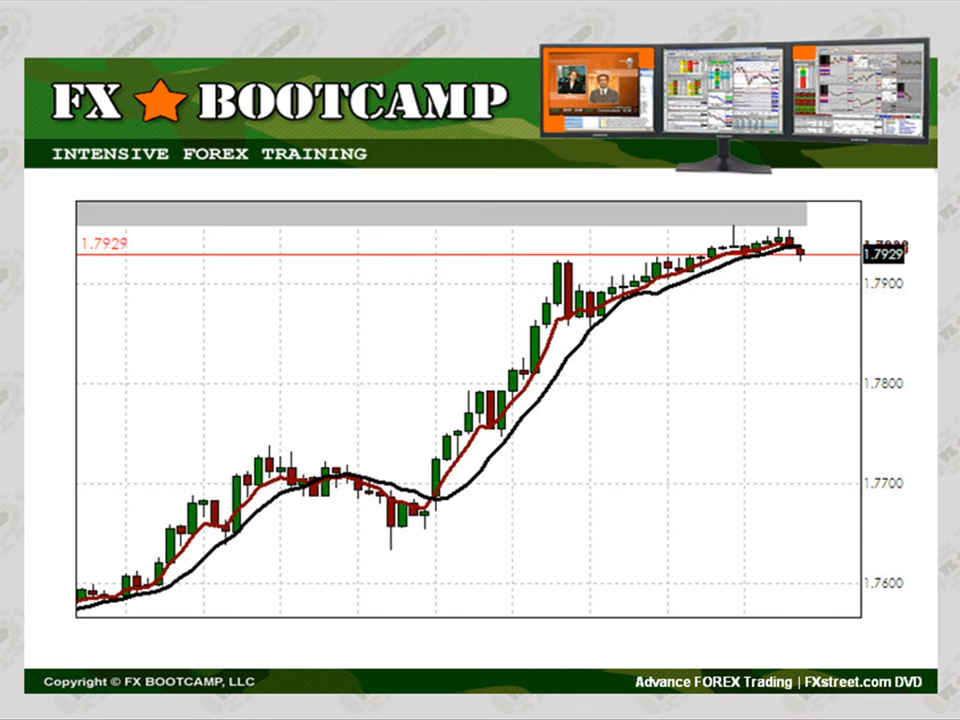 FX BOOTCAMP
INTENSIVE FOREX TRAINING
1.7929
1.7929
1.7900
1.7800
1.7700
1.7600
Copyright © FX BOOTCAMP, LLC
Advance FOREX Trading | FXstreet.com DVD